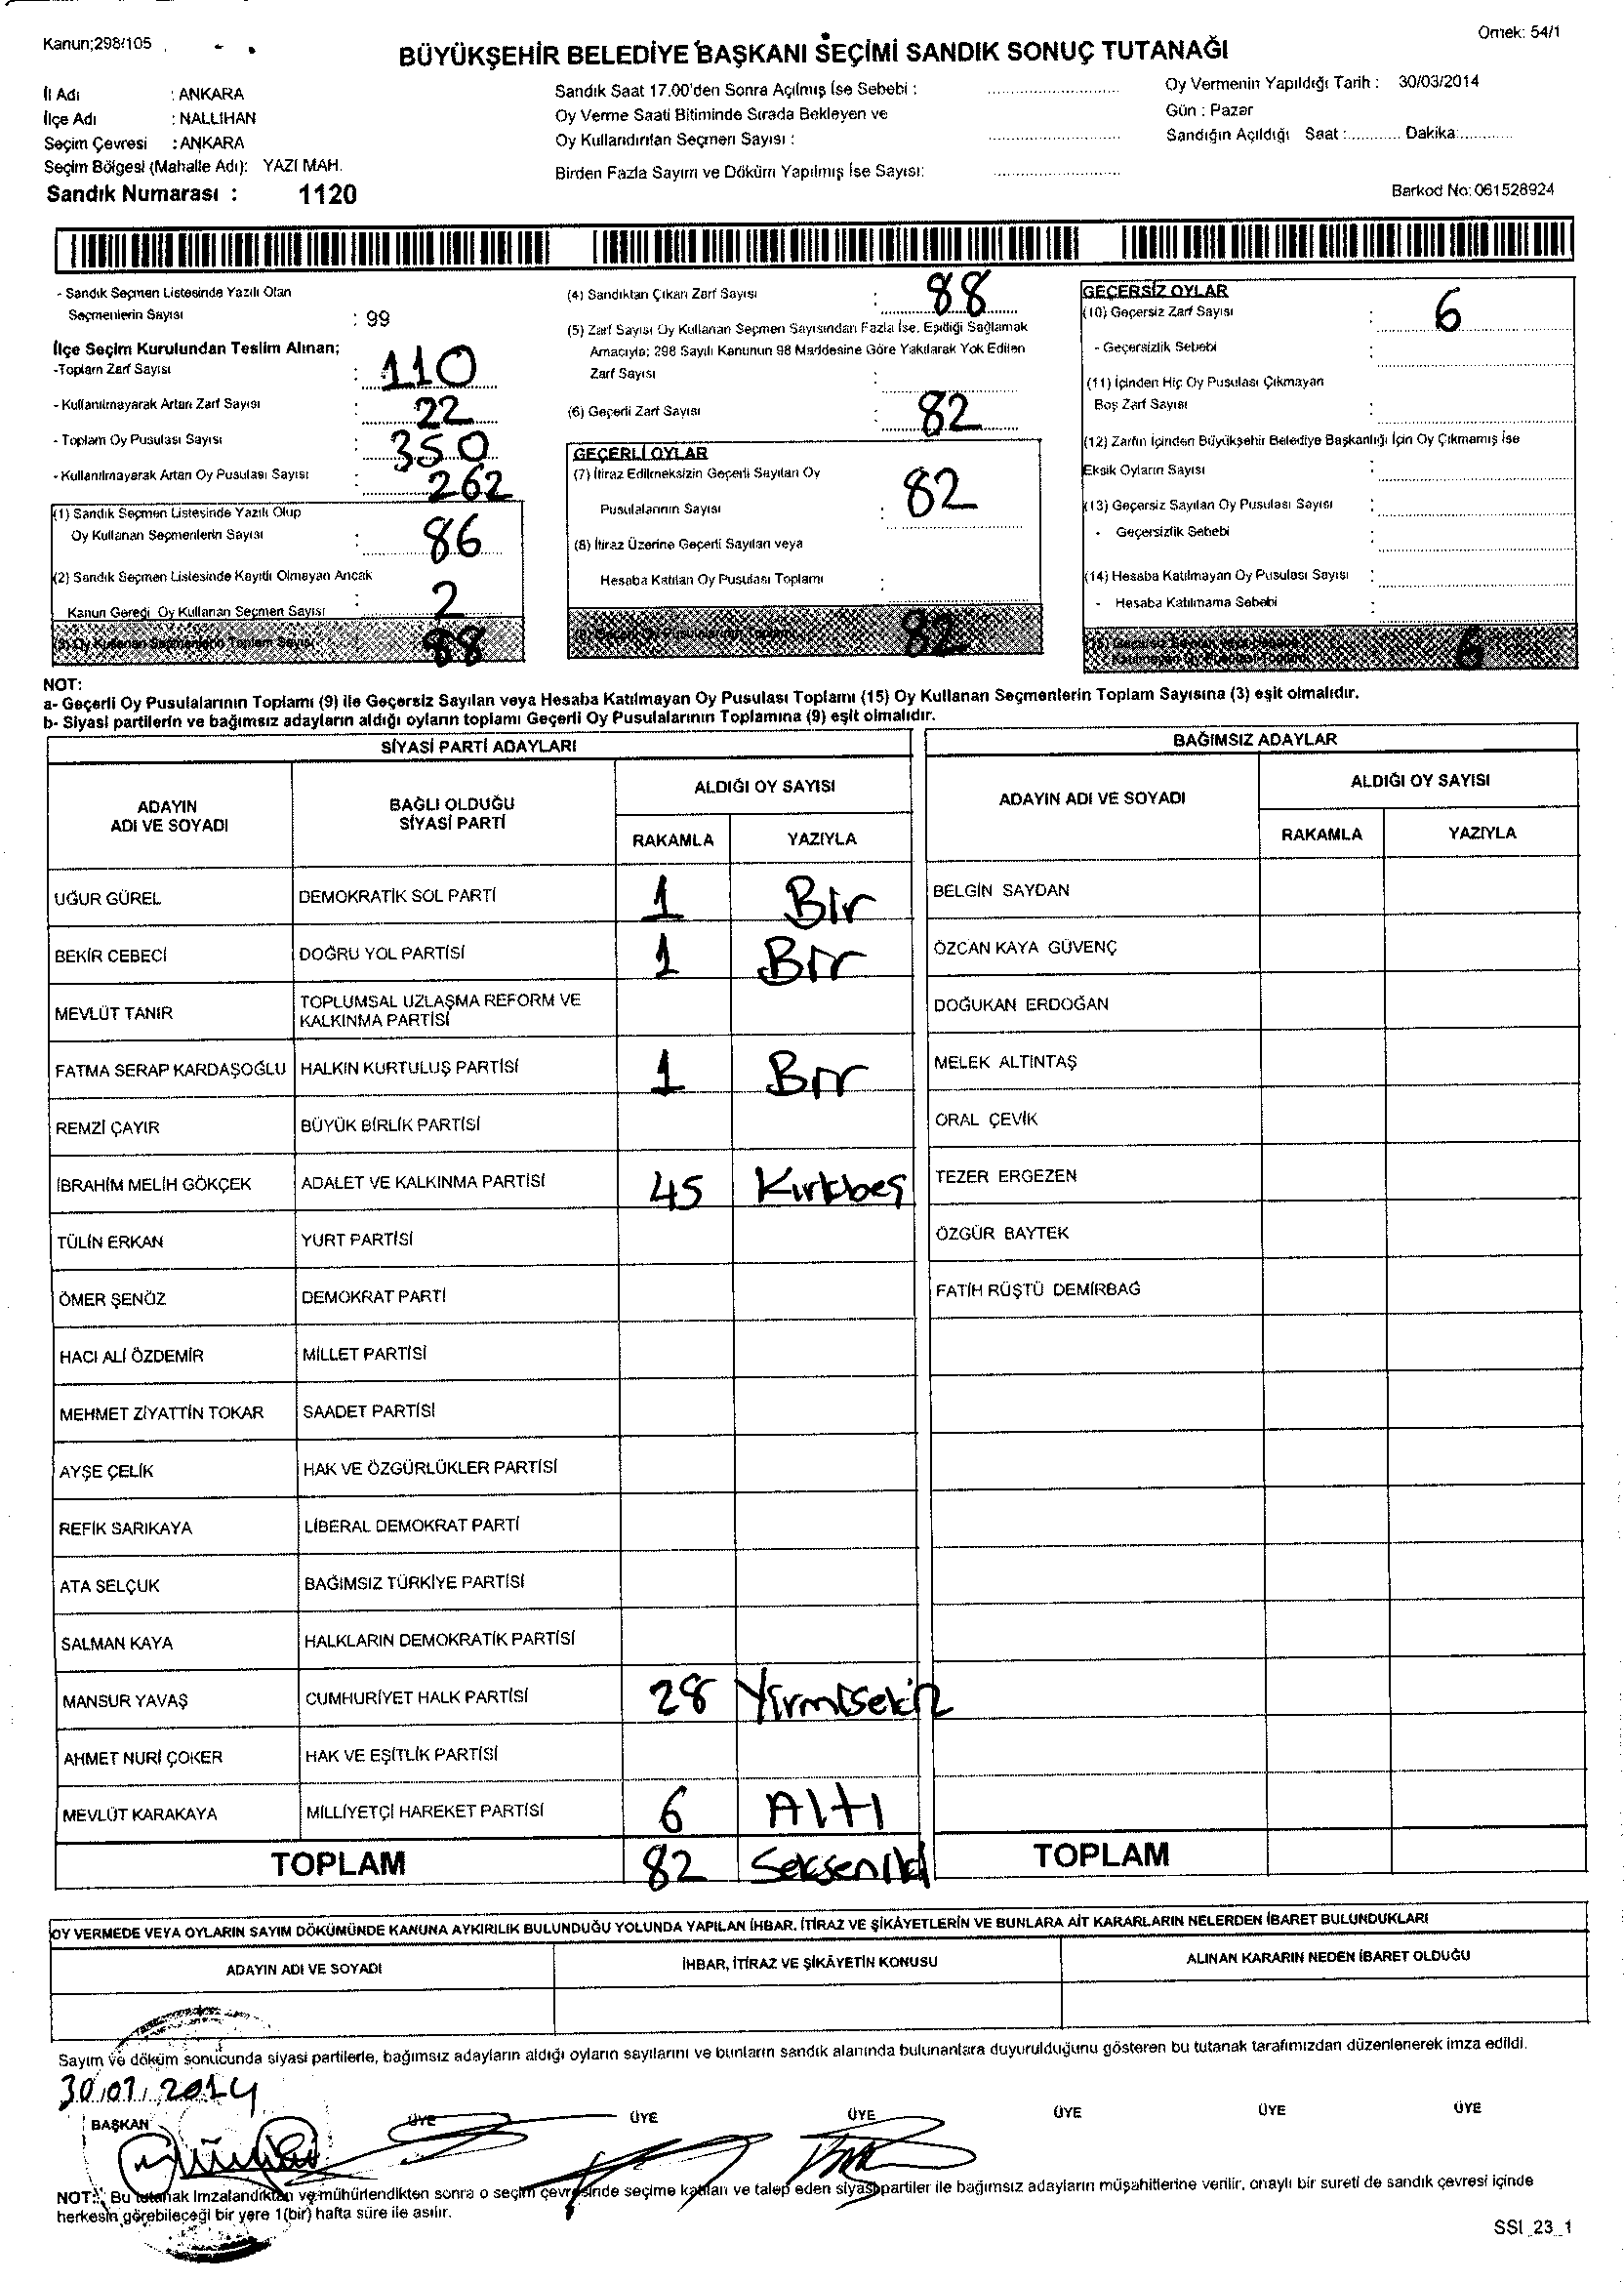 Kanun;298/105
Örnek: 54/1
BÜYÜKŞEHİR BELEDİYE BAŞKANI SEÇİMİ SANDIK SONUÇ TUTANAĞI
İl Adı : ANKARA
İlçe Adı : NALLIHAN
Seçim Çevresi : ANKARA
Seçim Bölgesi (Mahalle Adı): YAZI MAH.
Sandık Numarası : 1120
Sandık Saat 17.00'den Sonra Açılmış İse Sebebi :
Oy Verme Saati Bitiminde Sırada Bekleyen ve
Oy Kullandırılan Seçmen Sayısı :
Birden Fazla Sayım ve Döküm Yapılmış İse Sayısı:
Oy Vermenin Yapıldığı Tarih : 30/03/2014
Gün : Pazar
Sandığın Açıldığı Saat :........... Dakika:............
Barkod No: 061528924
- Sandık Seçmen Listesinde Yazılı Olan
Seçmenlerin Sayısı : 99
İlçe Seçim Kurulundan Teslim Alınan;
-Toplam Zarf Sayısı : 110
- Kullanılmayarak Artan Zarf Sayısı : 22
- Toplam Oy Pusulası Sayısı : 350
- Kullanılmayarak Artan Oy Pusulası Sayısı : 262
(1) Sandık Seçmen Listesinde Yazılı Olup
Oy Kullanan Seçmenlerin Sayısı : 86
(2) Sandık Seçmen Listesinde Kayıtlı Olmayan Ancak
Kanun Gereği Oy Kullanan Seçmen Sayısı : 2
(3) Oy Kullanan Seçmenlerin Toplam Sayısı : 88
(4) Sandıktan Çıkan Zarf Sayısı : 88
(5) Zarf Sayısı Oy Kullanan Seçmen Sayısından Fazla İse, Eşitliği Sağlamak
Amacıyla; 298 Sayılı Kanunun 98 Maddesine Göre Yakılarak Yok Edilen
Zarf Sayısı :
(6) Geçerli Zarf Sayısı : 82
GEÇERLİ OYLAR
(7) İtiraz Edilmeksizin Geçerli Sayılan Oy
Pusulalarının Sayısı : 82
(8) İtiraz Üzerine Geçerli Sayılan veya
Hesaba Katılan Oy Pusulası Toplamı :
(9) Geçerli Oy Pusulalarının Toplamı 82
GEÇERSİZ OYLAR
(10) Geçersiz Zarf Sayısı : 6
- Geçersizlik Sebebi :
(11) İçinden Hiç Oy Pusulası Çıkmayan
Boş Zarf Sayısı :
(12) Zarfın İçinden Büyükşehir Belediye Başkanlığı İçin Oy Çıkmamış İse
Eksik Oyların Sayısı :
(13) Geçersiz Sayılan Oy Pusulası Sayısı :
- Geçersizlik Sebebi :
(14) Hesaba Katılmayan Oy Pusulası Sayısı :
- Hesaba Katılmama Sebebi :
(15) Geçersiz Sayılan veya Hesaba
Katılmayan Oy Pusulası Toplamı 6
NOT:
a- Geçerli Oy Pusulalarının Toplamı (9) ile Geçersiz Sayılan veya Hesaba Katılmayan Oy Pusulası Toplamı (15) Oy Kullanan Seçmenlerin Toplam Sayısına (3) eşit olmalıdır.
b- Siyasi partilerin ve bağımsız adayların aldığı oyların toplamı Geçerli Oy Pusulalarının Toplamına (9) eşit olmalıdır.
SİYASİ PARTİ ADAYLARI
ADAYIN ADI VE SOYADI
BAĞLI OLDUĞU SİYASİ PARTİ
ALDIĞI OY SAYISI
RAKAMLA YAZIYLA
UĞUR GÜREL DEMOKRATİK SOL PARTİ 1 Bir
BEKİR CEBECİ DOĞRU YOL PARTİSİ 1 Bir
MEVLÜT TANIR TOPLUMSAL UZLAŞMA REFORM VE
KALKINMA PARTİSİ
FATMA SERAP KARDAŞOĞLU HALKIN KURTULUŞ PARTİSİ 1 Bir
REMZİ ÇAYIR BÜYÜK BİRLİK PARTİSİ
İBRAHİM MELİH GÖKÇEK ADALET VE KALKINMA PARTİSİ 45 Kırkbeş
TÜLİN ERKAN YURT PARTİSİ
ÖMER ŞENÖZ DEMOKRAT PARTİ
HACI ALİ ÖZDEMİR MİLLET PARTİSİ
MEHMET ZİYATTİN TOKAR SAADET PARTİSİ
AYŞE ÇELİK HAK VE ÖZGÜRLÜKLER PARTİSİ
REFİK SARIKAYA LİBERAL DEMOKRAT PARTİ
ATA SELÇUK BAĞIMSIZ TÜRKİYE PARTİSİ
SALMAN KAYA HALKLARIN DEMOKRATİK PARTİSİ
MANSUR YAVAŞ CUMHURİYET HALK PARTİSİ 28 Yirmisekiz
AHMET NURİ ÇOKER HAK VE EŞİTLİK PARTİSİ
MEVLÜT KARAKAYA MİLLİYETÇİ HAREKET PARTİSİ 6 Altı
TOPLAM 82 Sekseniki
BAĞIMSIZ ADAYLAR
ADAYIN ADI VE SOYADI
ALDIĞI OY SAYISI
RAKAMLA YAZIYLA
BELGİN SAYDAN
ÖZCAN KAYA GÜVENÇ
DOĞUKAN ERDOĞAN
MELEK ALTINTAŞ
ORAL ÇEVİK
TEZER ERGEZEN
ÖZGÜR BAYTEK
FATİH RÜŞTÜ DEMİRBAĞ
TOPLAM
OY VERMEDE VEYA OYLARIN SAYIM DÖKÜMÜNDE KANUNA AYKIRILIK BULUNDUĞU YOLUNDA YAPILAN İHBAR, İTİRAZ VE ŞİKÂYETLERİN VE BUNLARA AİT KARARLARIN NELERDEN İBARET BULUNDUKLARI
ADAYIN ADI VE SOYADI İHBAR, İTİRAZ VE ŞİKÂYETİN KONUSU ALINAN KARARIN NEDEN İBARET OLDUĞU
Sayım ve döküm sonucunda siyasi partilerle, bağımsız adayların aldığı oyların sayılarını ve bunların sandık alanında bulunanlara duyurulduğunu gösteren bu tutanak tarafımızdan düzenlenerek imza edildi.
30.03.2014
BAŞKAN ÜYE ÜYE ÜYE ÜYE ÜYE ÜYE
NOT: Bu tutanak İmzalandıktan ve mühürlendikten sonra o seçim çevresinde seçime katılan ve talep eden siyasi partiler ile bağımsız adayların müşahitlerine verilir, onaylı bir sureti de sandık çevresi içinde
herkesin görebileceği bir yere 1(bir) hafta süre ile asılır.
SSI_23_1